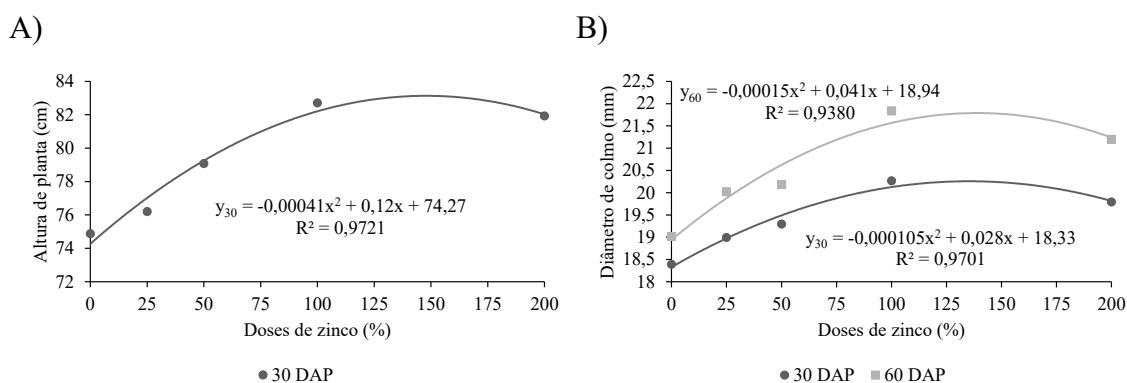 A)
Altura de planta (cm)
84
82
80
78
76
74
72
y30 = -0,00041x² + 0,12x + 74,27
R² = 0,9721
0 25 50 75 100 125 150 175 200
Doses de zinco (%)
30 DAP
B)
Diâmetro de colmo (mm)
22,5
22
21,5
21
20,5
20
19,5
19
18,5
18
y60 = -0,00015x² + 0,041x + 18,94
R² = 0,9380
y30 = -0,000105x² + 0,028x + 18,33
R² = 0,9701
0 25 50 75 100 125 150 175 200
Doses de zinco (%)
30 DAP 60 DAP